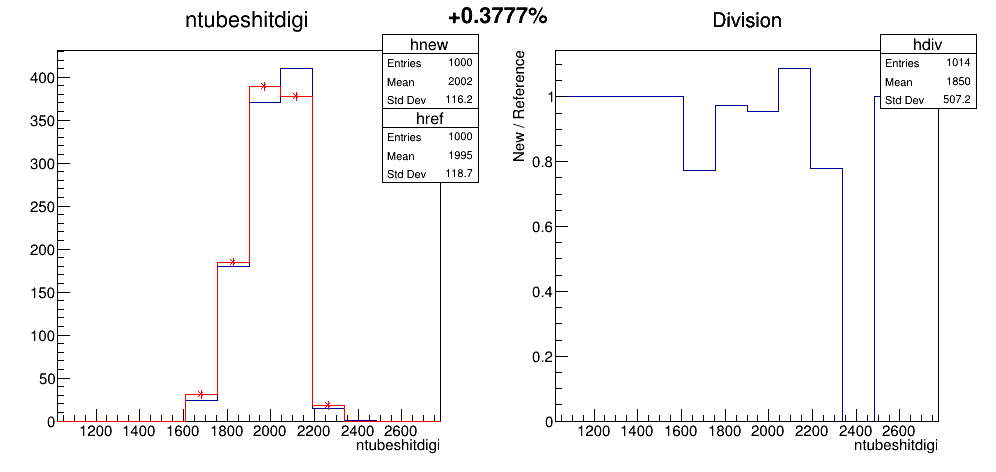 ntubeshitdigi
+0.3777%
Division
hnew
Entries 1000
Mean 2002
Std Dev 116.2
href
Entries 1000
Mean 1995
Std Dev 118.7
400
350
300
250
200
150
100
50
0
1200 1400 1600 1800 2000 2200 2400 2600
ntubeshitdigi
hdiv
Entries 1014
Mean 1850
Std Dev 507.2
New / Reference
1
0.8
0.6
0.4
0.2
0
1200 1400 1600 1800 2000 2200 2400 2600
ntubeshitdigi